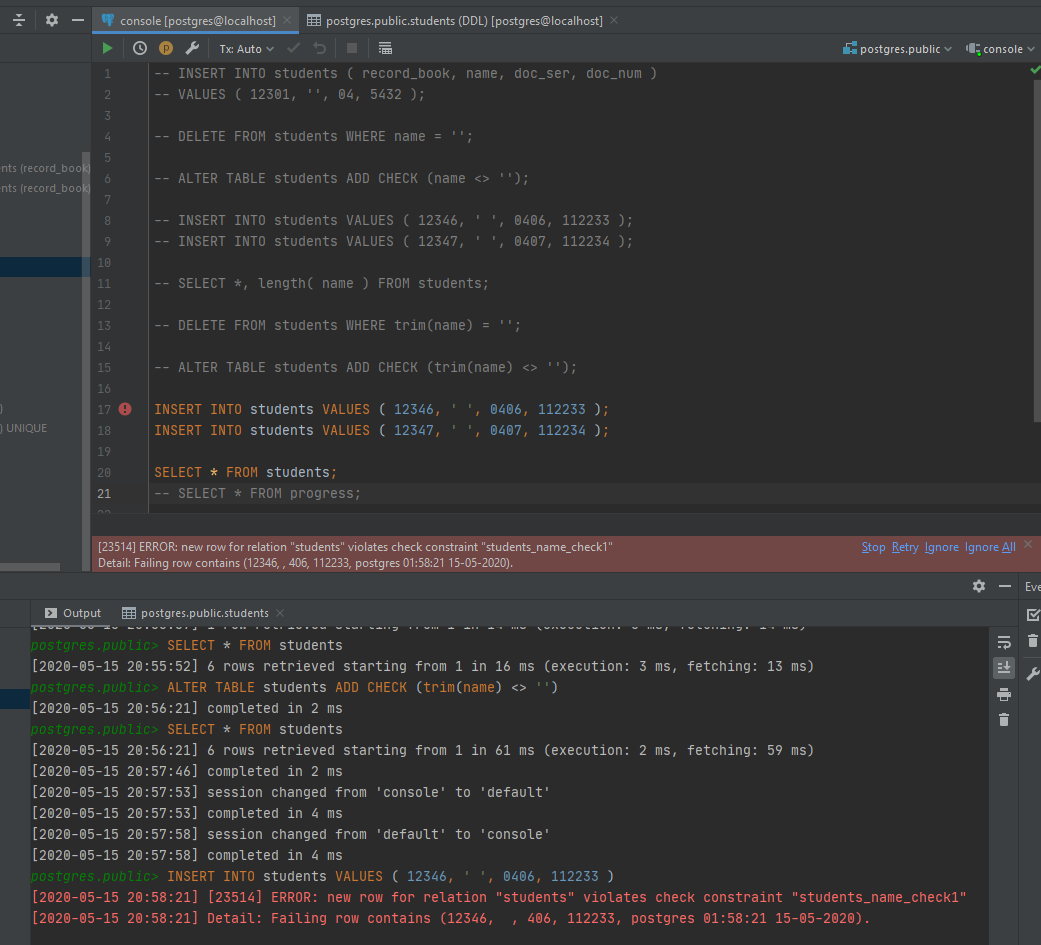 console [postgres@localhost]
postgres.public.students (DDL) [postgres@localhost]
Tx: Auto
postgres.public
console
nts (record_book)
nts (record_book)
) UNIQUE
1 -- INSERT INTO students ( record_book, name, doc_ser, doc_num )
2 -- VALUES ( 12301, '', 04, 5432 );
3
4 -- DELETE FROM students WHERE name = '';
5
6 -- ALTER TABLE students ADD CHECK (name <> '');
7
8 -- INSERT INTO students VALUES ( 12346, ' ', 0406, 112233 );
9 -- INSERT INTO students VALUES ( 12347, ' ', 0407, 112234 );
10
11 -- SELECT *, length( name ) FROM students;
12
13 -- DELETE FROM students WHERE trim(name) = '';
14
15 -- ALTER TABLE students ADD CHECK (trim(name) <> '');
16
17 INSERT INTO students VALUES ( 12346, ' ', 0406, 112233 );
18 INSERT INTO students VALUES ( 12347, ' ', 0407, 112234 );
19
20 SELECT * FROM students;
21 -- SELECT * FROM progress;
[23514] ERROR: new row for relation "students" violates check constraint "students_name_check1"
Stop Retry Ignore Ignore All
Detail: Failing row contains (12346, , 406, 112233, postgres 01:58:21 15-05-2020).
Eve
Output
postgres.public.students
postgres.public> SELECT * FROM students
[2020-05-15 20:55:52] 6 rows retrieved starting from 1 in 16 ms (execution: 3 ms, fetching: 13 ms)
postgres.public> ALTER TABLE students ADD CHECK (trim(name) <> '')
[2020-05-15 20:56:21] completed in 2 ms
postgres.public> SELECT * FROM students
[2020-05-15 20:56:21] 6 rows retrieved starting from 1 in 61 ms (execution: 2 ms, fetching: 59 ms)
[2020-05-15 20:57:46] completed in 2 ms
[2020-05-15 20:57:53] session changed from 'console' to 'default'
[2020-05-15 20:57:53] completed in 4 ms
[2020-05-15 20:57:58] session changed from 'default' to 'console'
[2020-05-15 20:57:58] completed in 4 ms
postgres.public> INSERT INTO students VALUES ( 12346, ' ', 0406, 112233 )
[2020-05-15 20:58:21] [23514] ERROR: new row for relation "students" violates check constraint "students_name_check1"
[2020-05-15 20:58:21] Detail: Failing row contains (12346,  , 406, 112233, postgres 01:58:21 15-05-2020).